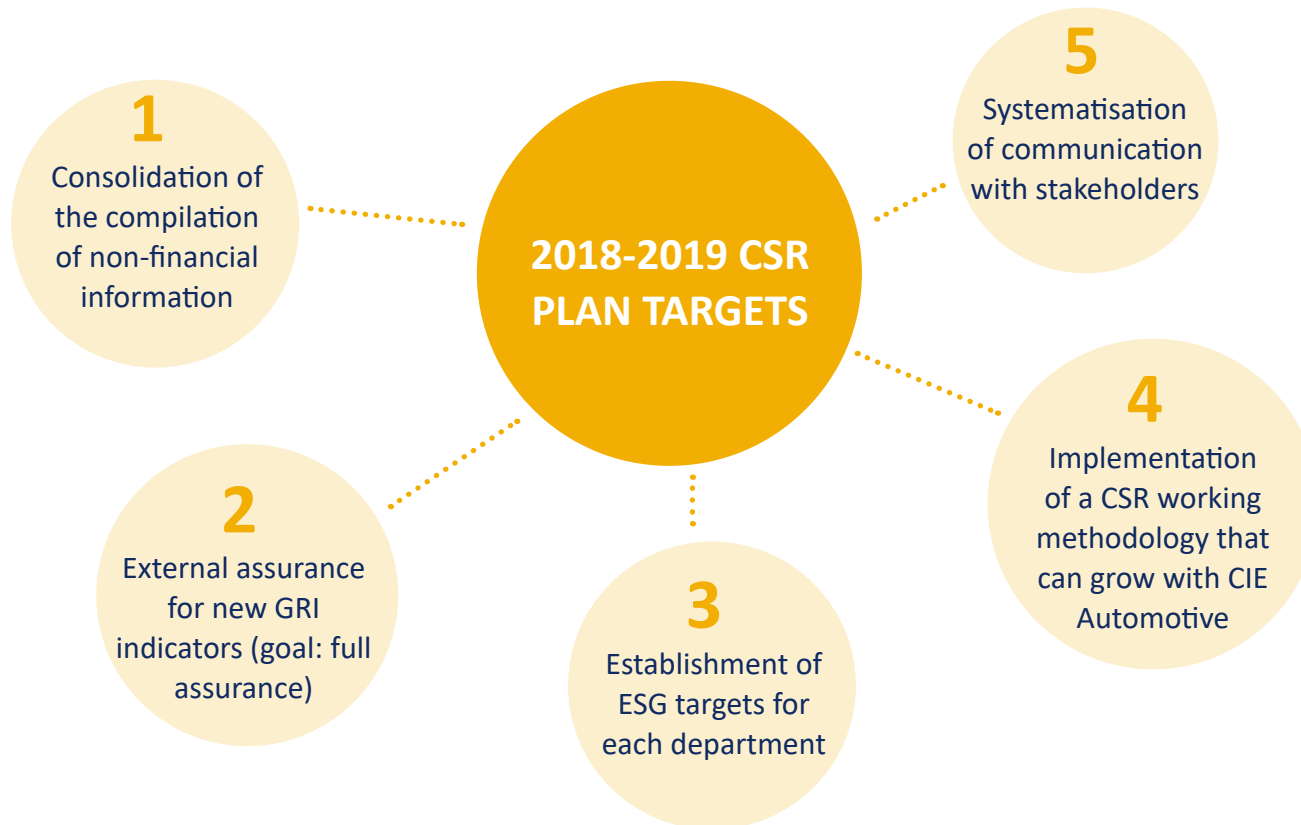 2018-2019 CSR
PLAN TARGETS
1
Consolidation of
the compilation
of non-financial
information
2
External assurance
for new GRI
indicators (goal: full
assurance)
3
Establishment of
ESG targets for
each department
4
Implementation
of a CSR working
methodology that
can grow with CIE
Automotive
5
Systematisation
of communication
with stakeholders